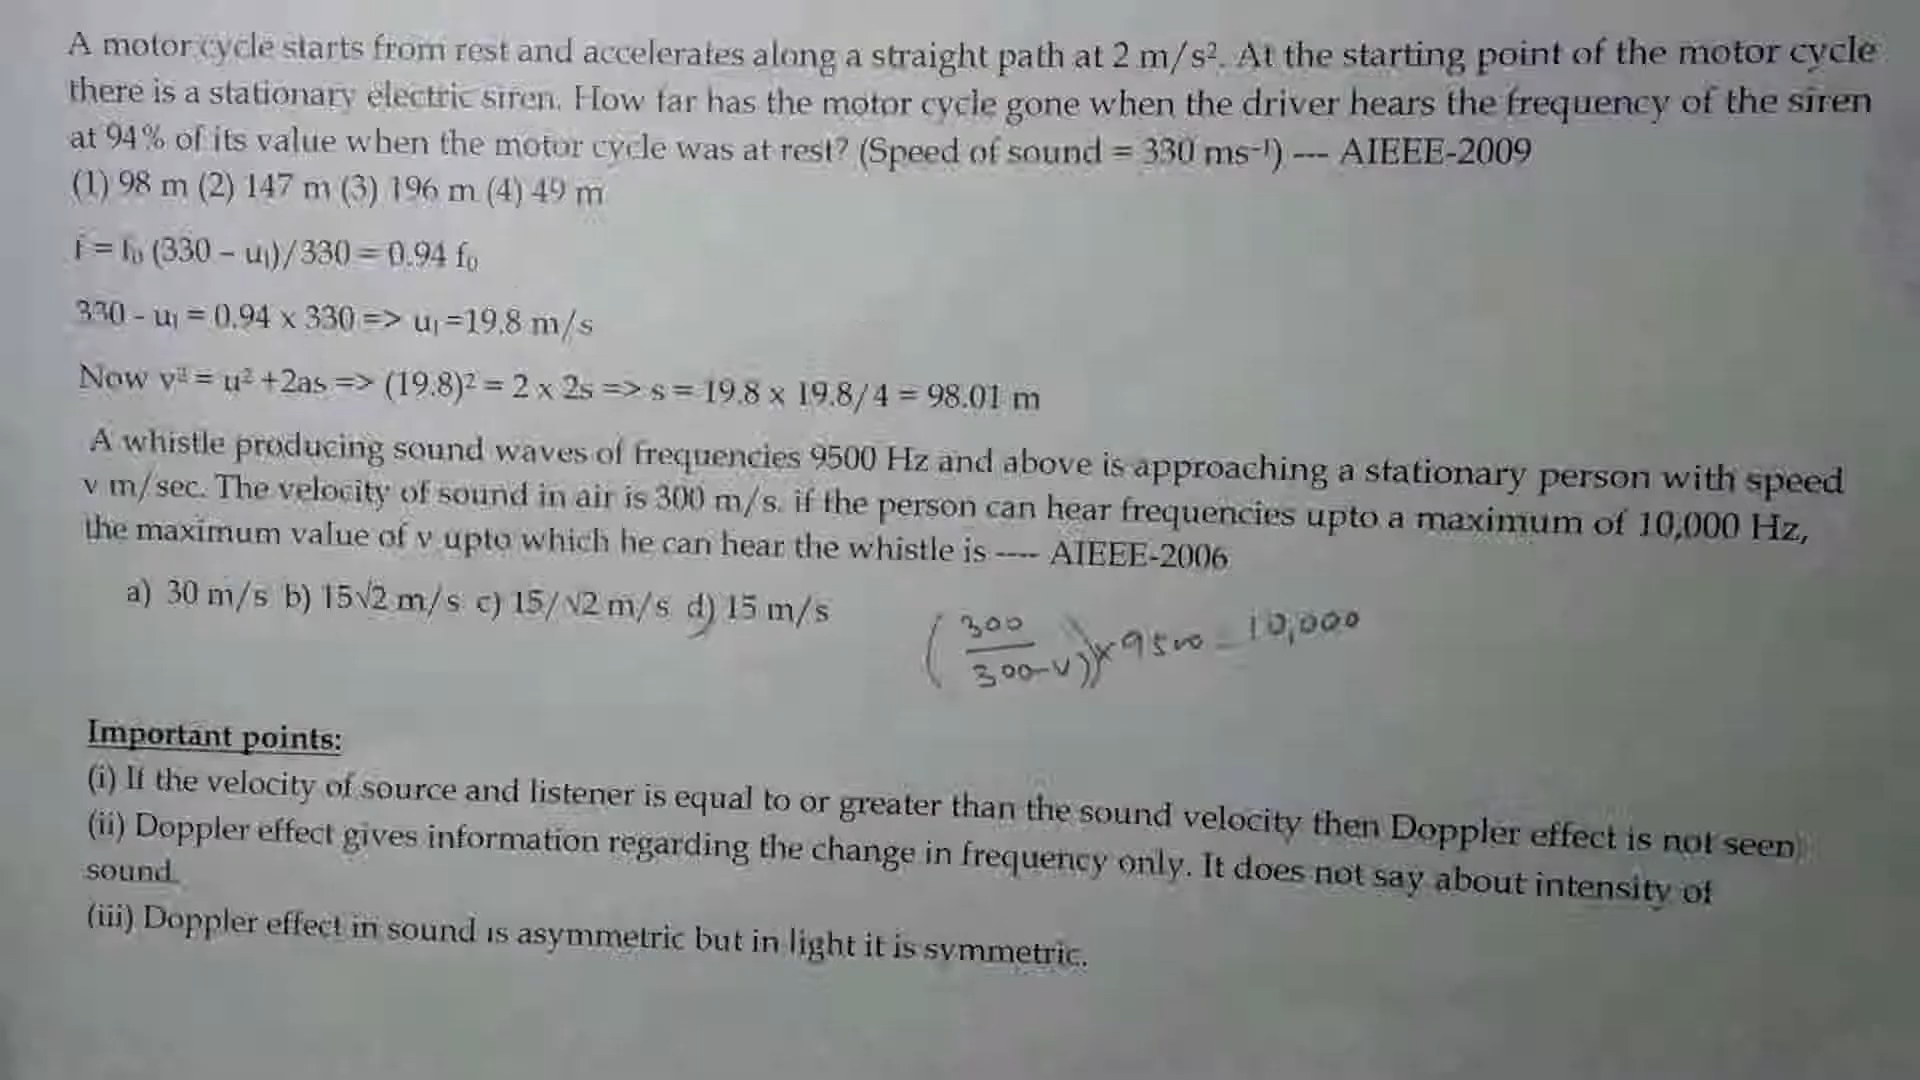 A motor cycle starts from rest and accelerates along a straight path at 2 m/s². At the starting point of the motor cycle
there is a stationary electric siren. How far has the motor cycle gone when the driver hears the frequency of the siren
at 94% of its value when the motor cycle was at rest? (Speed of sound = 330 ms⁻¹) --- AIEEE-2009
(1) 98 m (2) 147 m (3) 196 m (4) 49 m
f = f₀ (330 – uₗ)/330 = 0.94 f₀
330 - uₗ = 0.94 x 330 => uₗ =19.8 m/s
Now v² = u² +2as => (19.8)² = 2 x 2s => s = 19.8 x 19.8/4 = 98.01 m
A whistle producing sound waves of frequencies 9500 Hz and above is approaching a stationary person with speed
v m/sec. The velocity of sound in air is 300 m/s. if the person can hear frequencies upto a maximum of 10,000 Hz,
the maximum value of v upto which he can hear the whistle is ---- AIEEE-2006
a) 30 m/s b) 15√2 m/s c) 15/√2 m/s d) 15 m/s
(300/(300-v)) x 9500 = 10,000
Important points:
(i) If the velocity of source and listener is equal to or greater than the sound velocity then Doppler effect is not seen
(ii) Doppler effect gives information regarding the change in frequency only. It does not say about intensity of
sound.
(iii) Doppler effect in sound is asymmetric but in light it is symmetric.